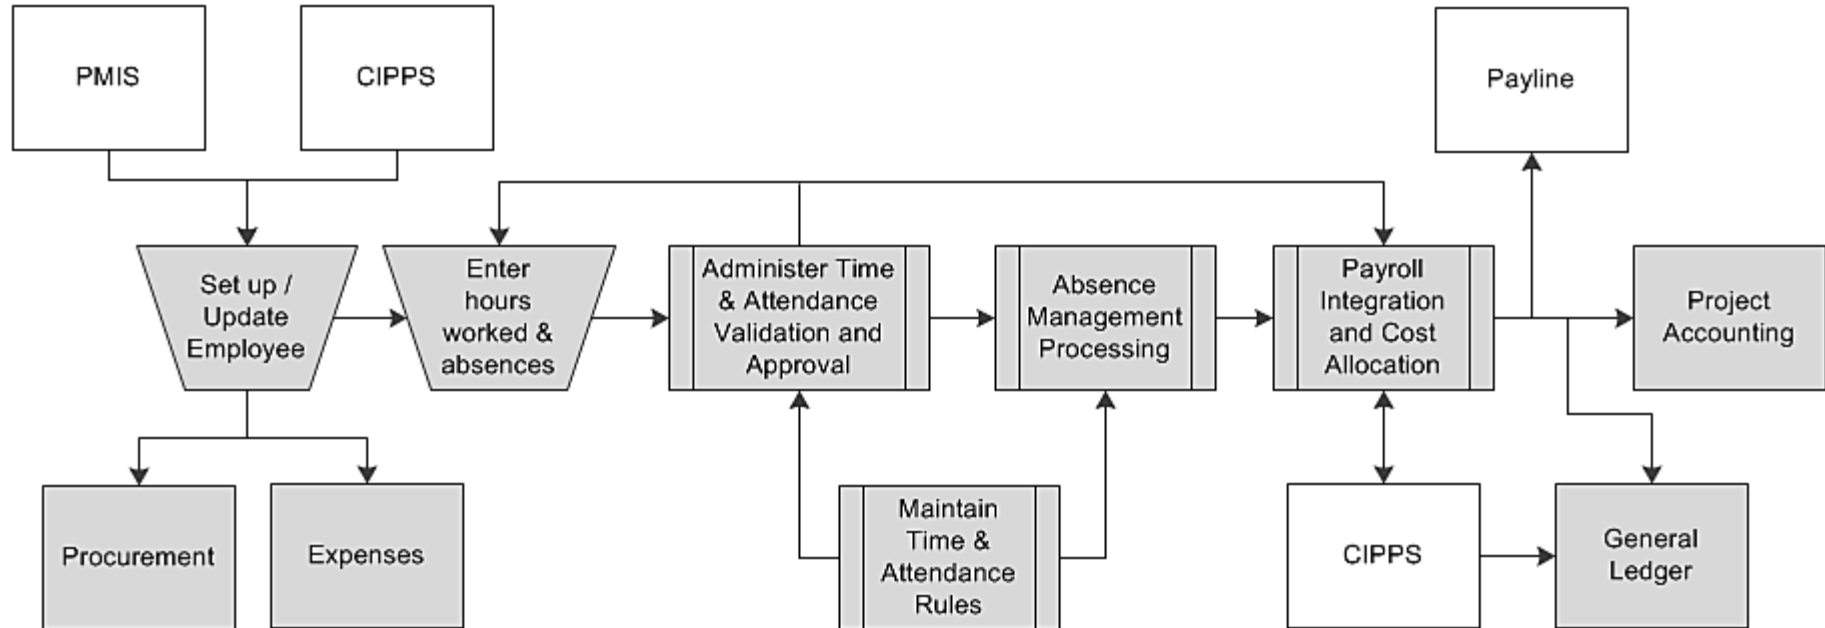 PMIS
CIPPS
Payline
Set up /
Update
Employee
Enter
hours
worked &
absences
Administer Time
& Attendance
Validation and
Approval
Absence
Management
Processing
Payroll
Integration
and Cost
Allocation
Project
Accounting
Procurement
Expenses
Maintain
Time &
Attendance
Rules
CIPPS
General
Ledger